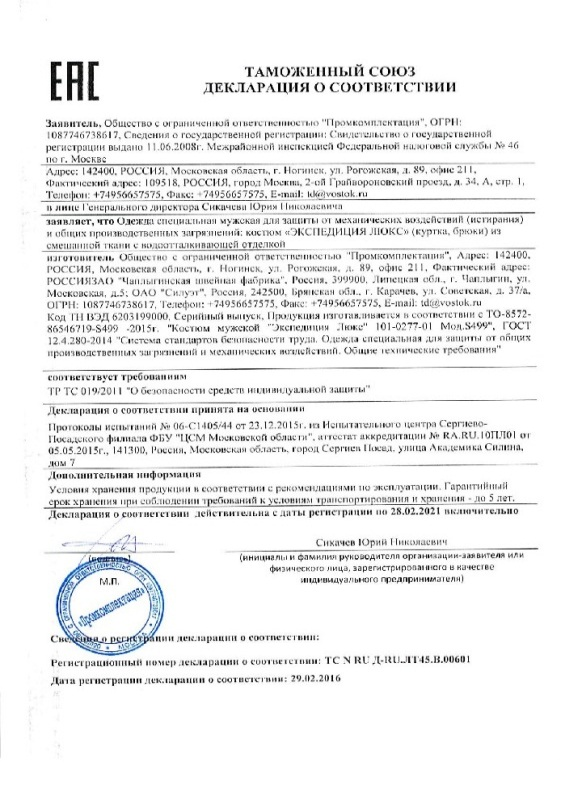 ЕАС
ТАМОЖЕННЫЙ СОЮЗ
ДЕКЛАРАЦИЯ О СООТВЕТСТВИИ
Заявитель, Общество с ограниченной ответственностью "Промкомплектация", ОГРН:
1087746738617, Сведения о государственной регистрации: Свидетельство о государственной
регистрации выдано 11.06.2008г. Межрайонной инспекцией Федеральной налоговой службы № 46
по г. Москве
Адрес: 142400, РОССИЯ, Московская область, г. Ногинск, ул. Рогожская, д. 89, офис 211,
Фактический адрес: 109518, РОССИЯ, город Москва, 2-ой Грайвороновский проезд, д. 34, А, стр. 1,
Телефон: +74956657575, Факс: +74956657575, E-mail: td@vostok.ru
в лице Генерального директора Сикачева Юрия Николаевича
заявляет, что Одежда специальная мужская для защиты от механических воздействий (истирания)
и общих производственных загрязнений: костюм «ЭКСПЕДИЦИЯ ЛЮКС» (куртка, брюки) из
смешанной ткани с водоотталкивающей отделкой
изготовитель Общество с ограниченной ответственностью "Промкомплектация", Адрес: 142400,
РОССИЯ, Московская область, г. Ногинск, ул. Рогожская, д. 89, офис 211, Фактический адрес:
РОССИЯЗАО "Чаплыгинская швейная фабрика", Россия, 399900, Липецкая обл., г. Чаплыгин, ул.
Московская, д.5; ОАО "Силуэт", Россия, 242500, Брянская обл., г. Карачев, ул. Советская, д. 37/а,
ОГРН: 1087746738617, Телефон: +74956657575, Факс: +74956657575, E-mail: td@vostok.ru
Код ТН ВЭД 6203199000, Серийный выпуск, Продукция изготавливается в соответствии с ТО-8572-
86546719-S499 -2015г. "Костюм мужской "Экспедиция Люкс" 101-0277-01 Мод.S499", ГОСТ
12.4.280-2014 "Система стандартов безопасности труда. Одежда специальная для защиты от общих
производственных загрязнений и механических воздействий. Общие технические требования"
соответствует требованиям
ТР ТС 019/2011 "О безопасности средств индивидуальной защиты"
Декларация о соответствии принята на основании
Протоколы испытаний № 06-С1405/44 от 23.12.2015г. из Испытательного центра Сергиево-
Посадского филиала ФБУ "ЦСМ Московской области", аттестат аккредитации № RA.RU.10ПЛ01 от
05.05.2015г., 141300, Россия, Московская область, город Сергиев Посад, улица Академика Силина,
дом 7
Дополнительная информация
Условия хранения продукции в соответствии с рекомендациями по эксплуатации. Гарантийный
срок хранения при соблюдении требований к условиям транспортирования и хранения - до 5 лет.
Декларация о соответствии действительна с даты регистрации по 28.02.2021 включительно
Сикачев Юрий Николаевич
(подпись)
(инициалы и фамилия руководителя организации-заявителя или
физического лица, зарегистрированного в качестве
индивидуального предпринимателя)
М.П.
«Промкомплектация»
Сведения о регистрации декларации о соответствии:
Регистрационный номер декларации о соответствии: ТС N RU Д-RU.ЛТ45.В.00601
Дата регистрации декларации о соответствии: 29.02.2016